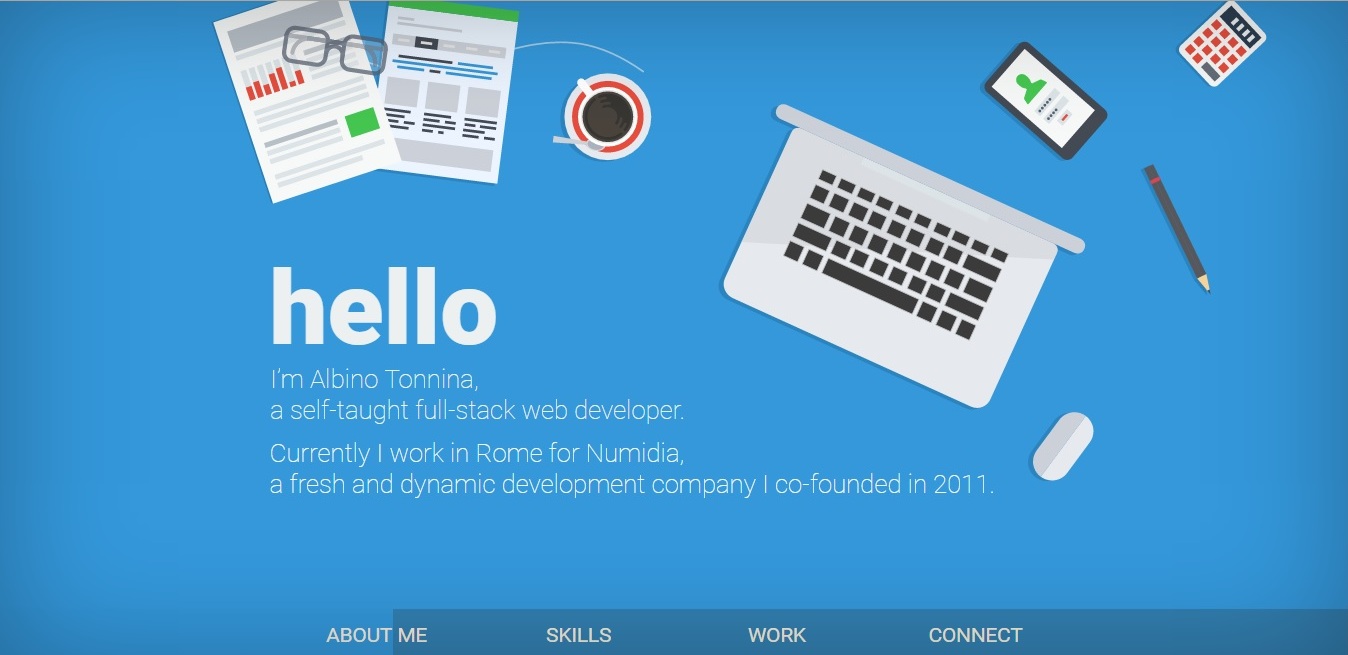 hello
I'm Albino Tonnina,
a self-taught full-stack web developer.
Currently I work in Rome for Numidia,
a fresh and dynamic development company I co-founded in 2011.
ABOUT ME SKILLS WORK CONNECT